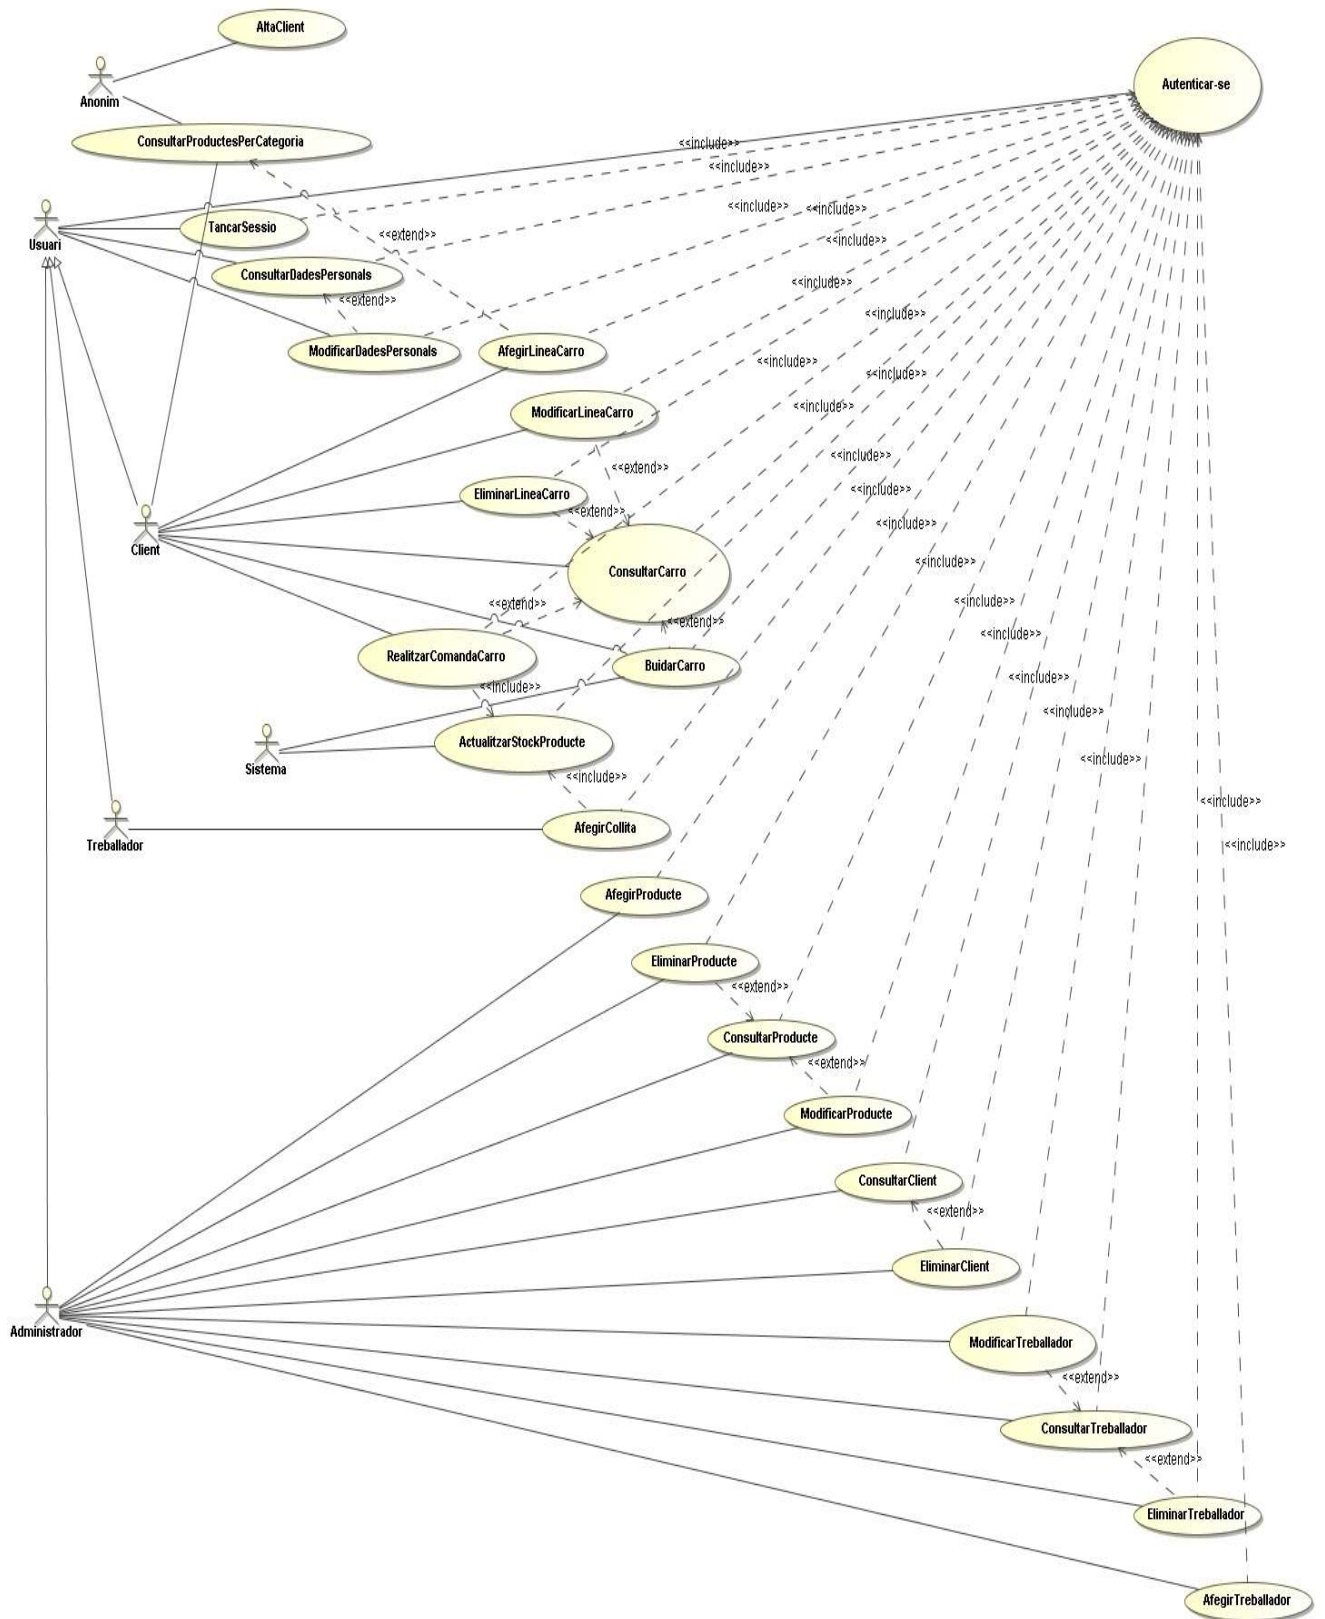 AltaClient
Autenticar-se
Anonim
ConsultarProductesPerCategoria
<<include>>
<<include>>
<<include>>
<<include>>
Usuari
TancarSessio
<<extend>>
<<include>>
ConsultarDadesPersonals
<<include>>
<<extend>>
<<include>>
ModificarDadesPersonals
AfegirLineaCarro
<<include>>
<<include>>
ModificarLineaCarro
<<include>>
<<include>>
<<extend>>
EliminarLineaCarro
<<include>>
<<extend>>
<<include>>
Client
<<include>>
ConsultarCarro
<<extend>>
<<include>>
<<extend>>
<<include>>
RealitzarComandaCarro
BuidarCarro
<<include>>
<<include>>
<<include>>
ActualitzarStockProducte
<<include>>
Sistema
<<include>>
<<include>>
AfegirCollita
Treballador
<<include>>
AfegirProducte
EliminarProducte
<<extend>>
ConsultarProducte
<<extend>>
ModificarProducte
ConsultarClient
<<extend>>
EliminarClient
Administrador
ModificarTreballador
<<extend>>
ConsultarTreballador
<<extend>>
EliminarTreballador
AfegirTreballador